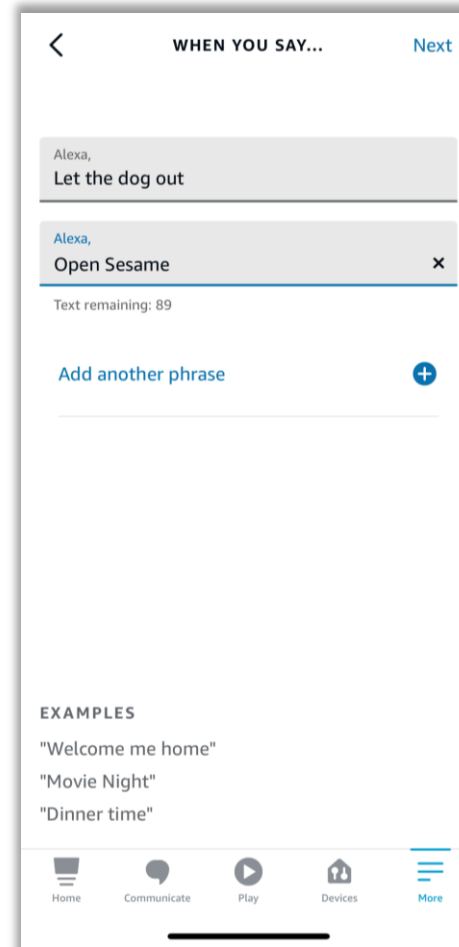 WHEN YOU SAY...
Next
Alexa,
Let the dog out
Alexa,
Open Sesame
Text remaining: 89
Add another phrase
EXAMPLES
"Welcome me home"
"Movie Night"
"Dinner time"
Home Communicate Play Devices More